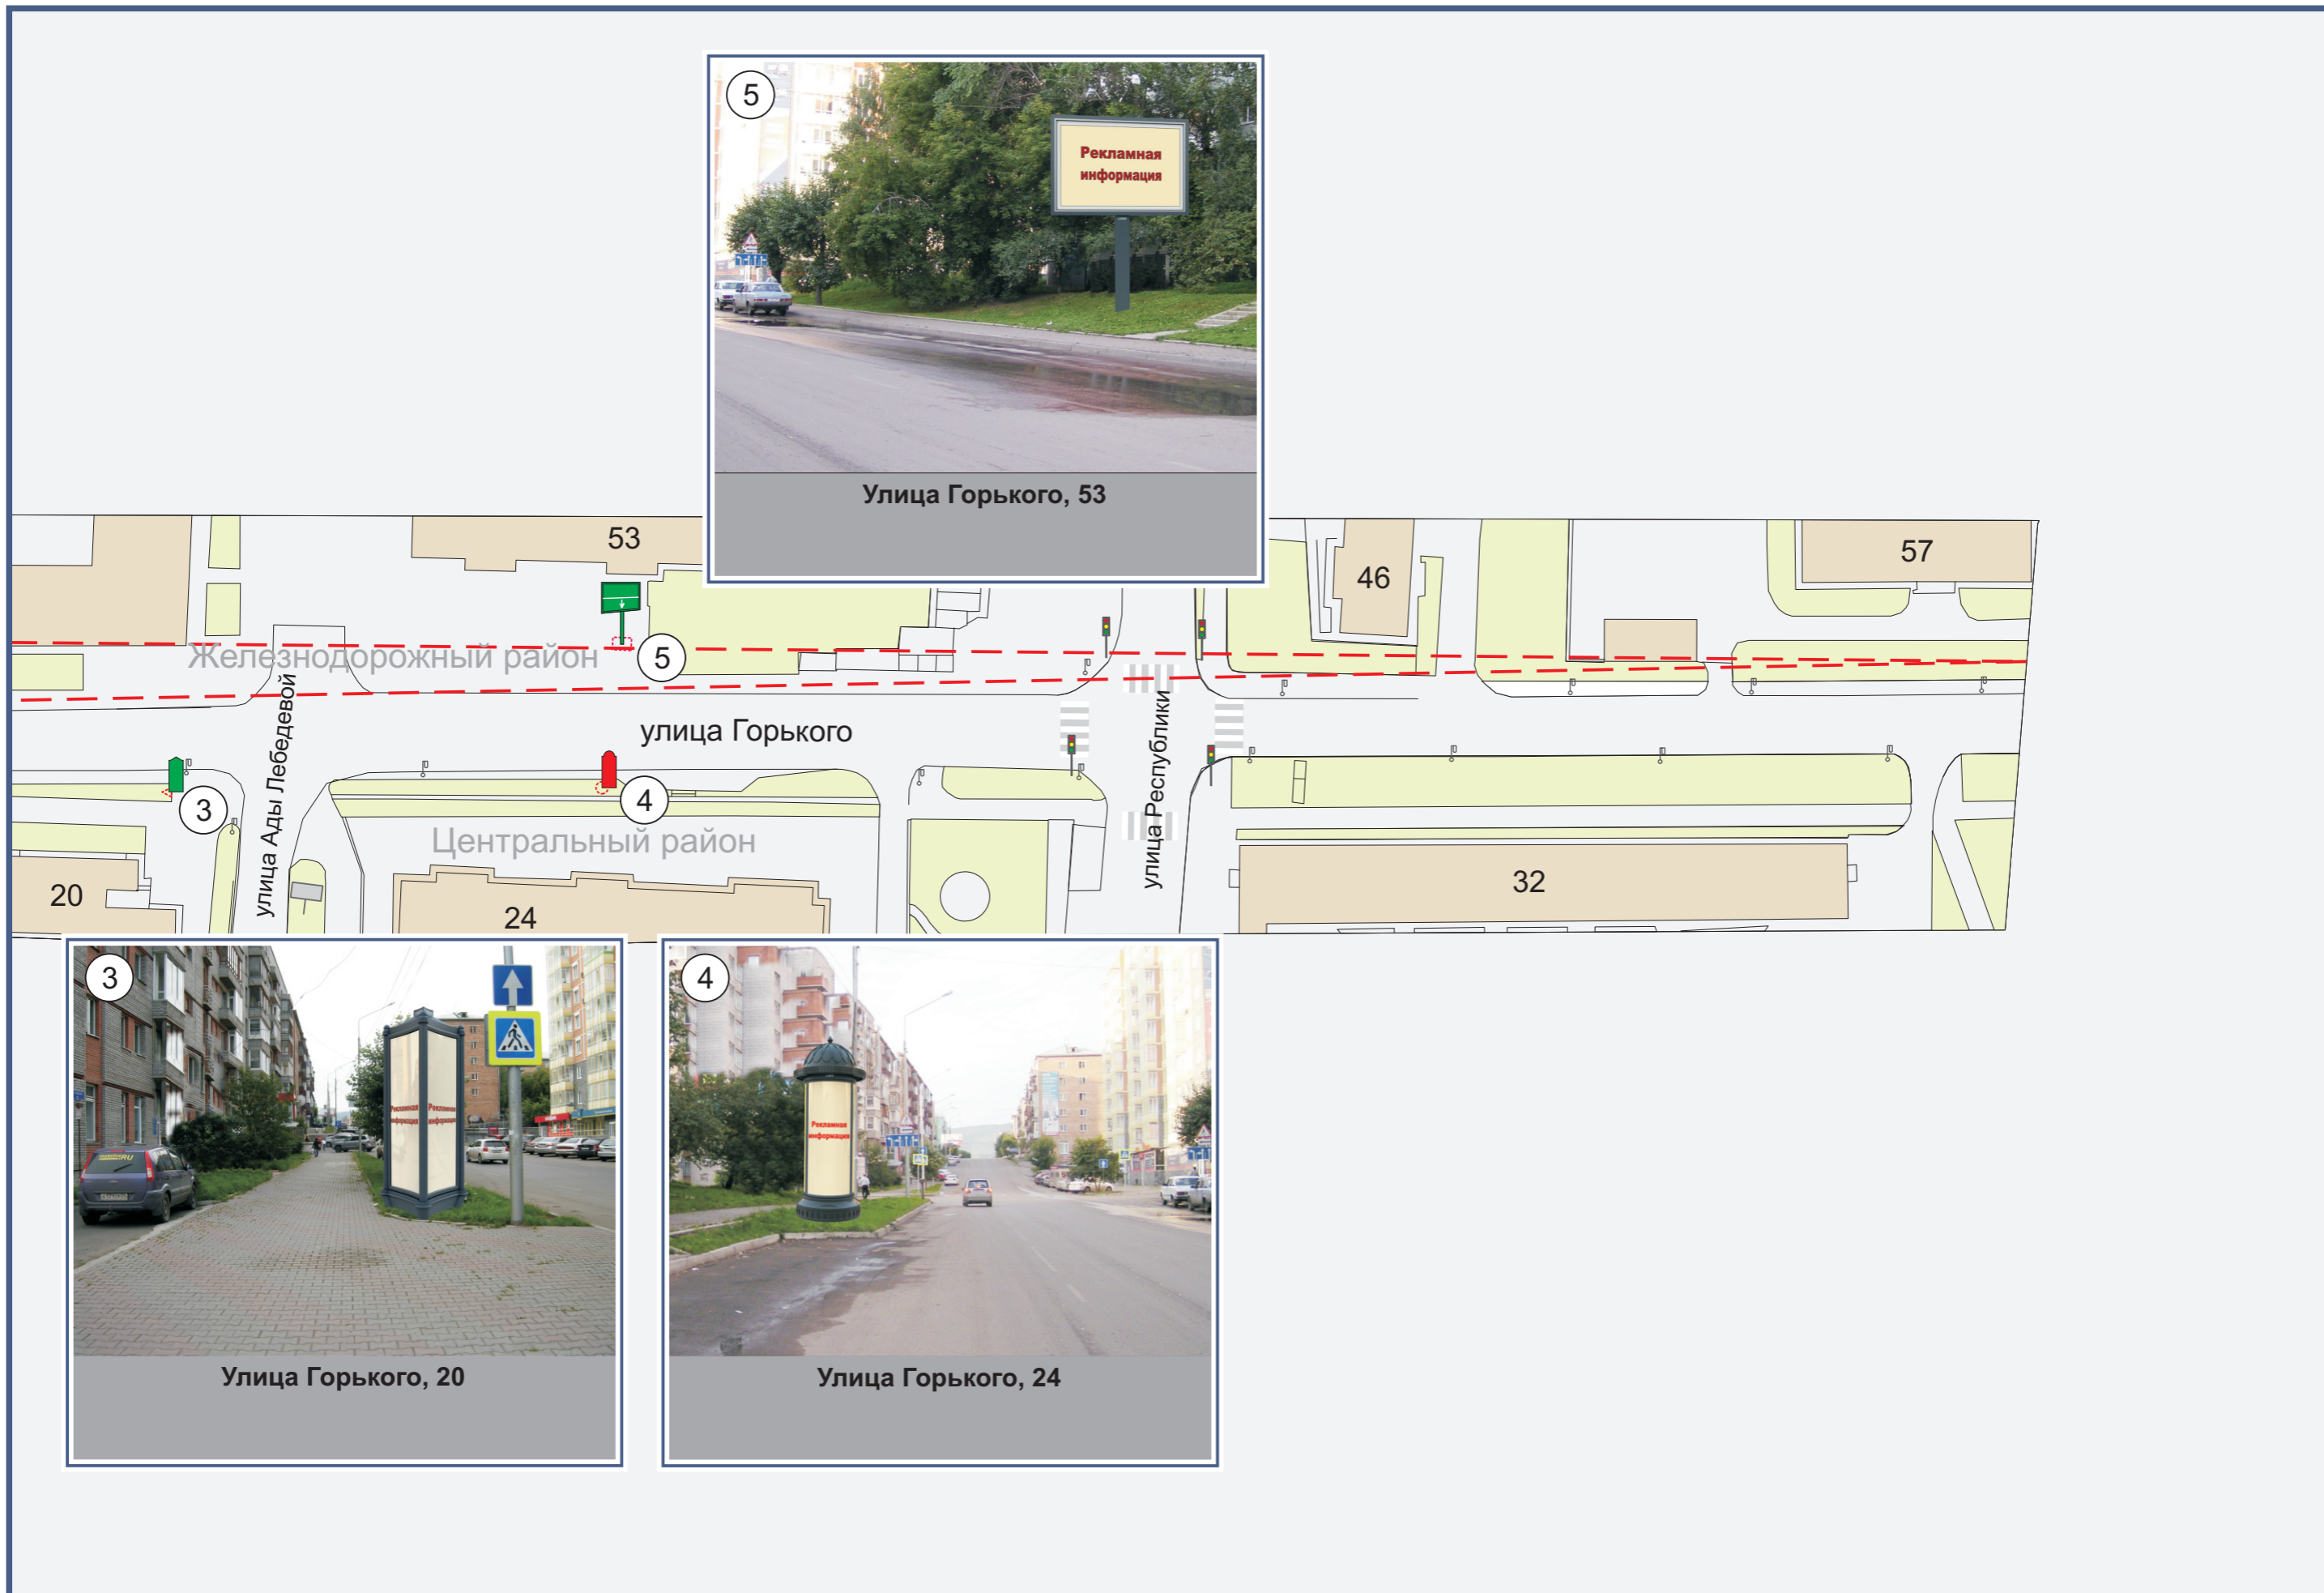 5
Рекламная
информация
Улица Горького, 53
53
46
57
Железнодорожный район
5
улица Горького
улица Ады Лебедевой
улица Республики
3
4
Центральный район
20
24
32
3
Рекламная
информация
Рекламная
информация
Улица Горького, 20
4
Рекламная
информация
Улица Горького, 24